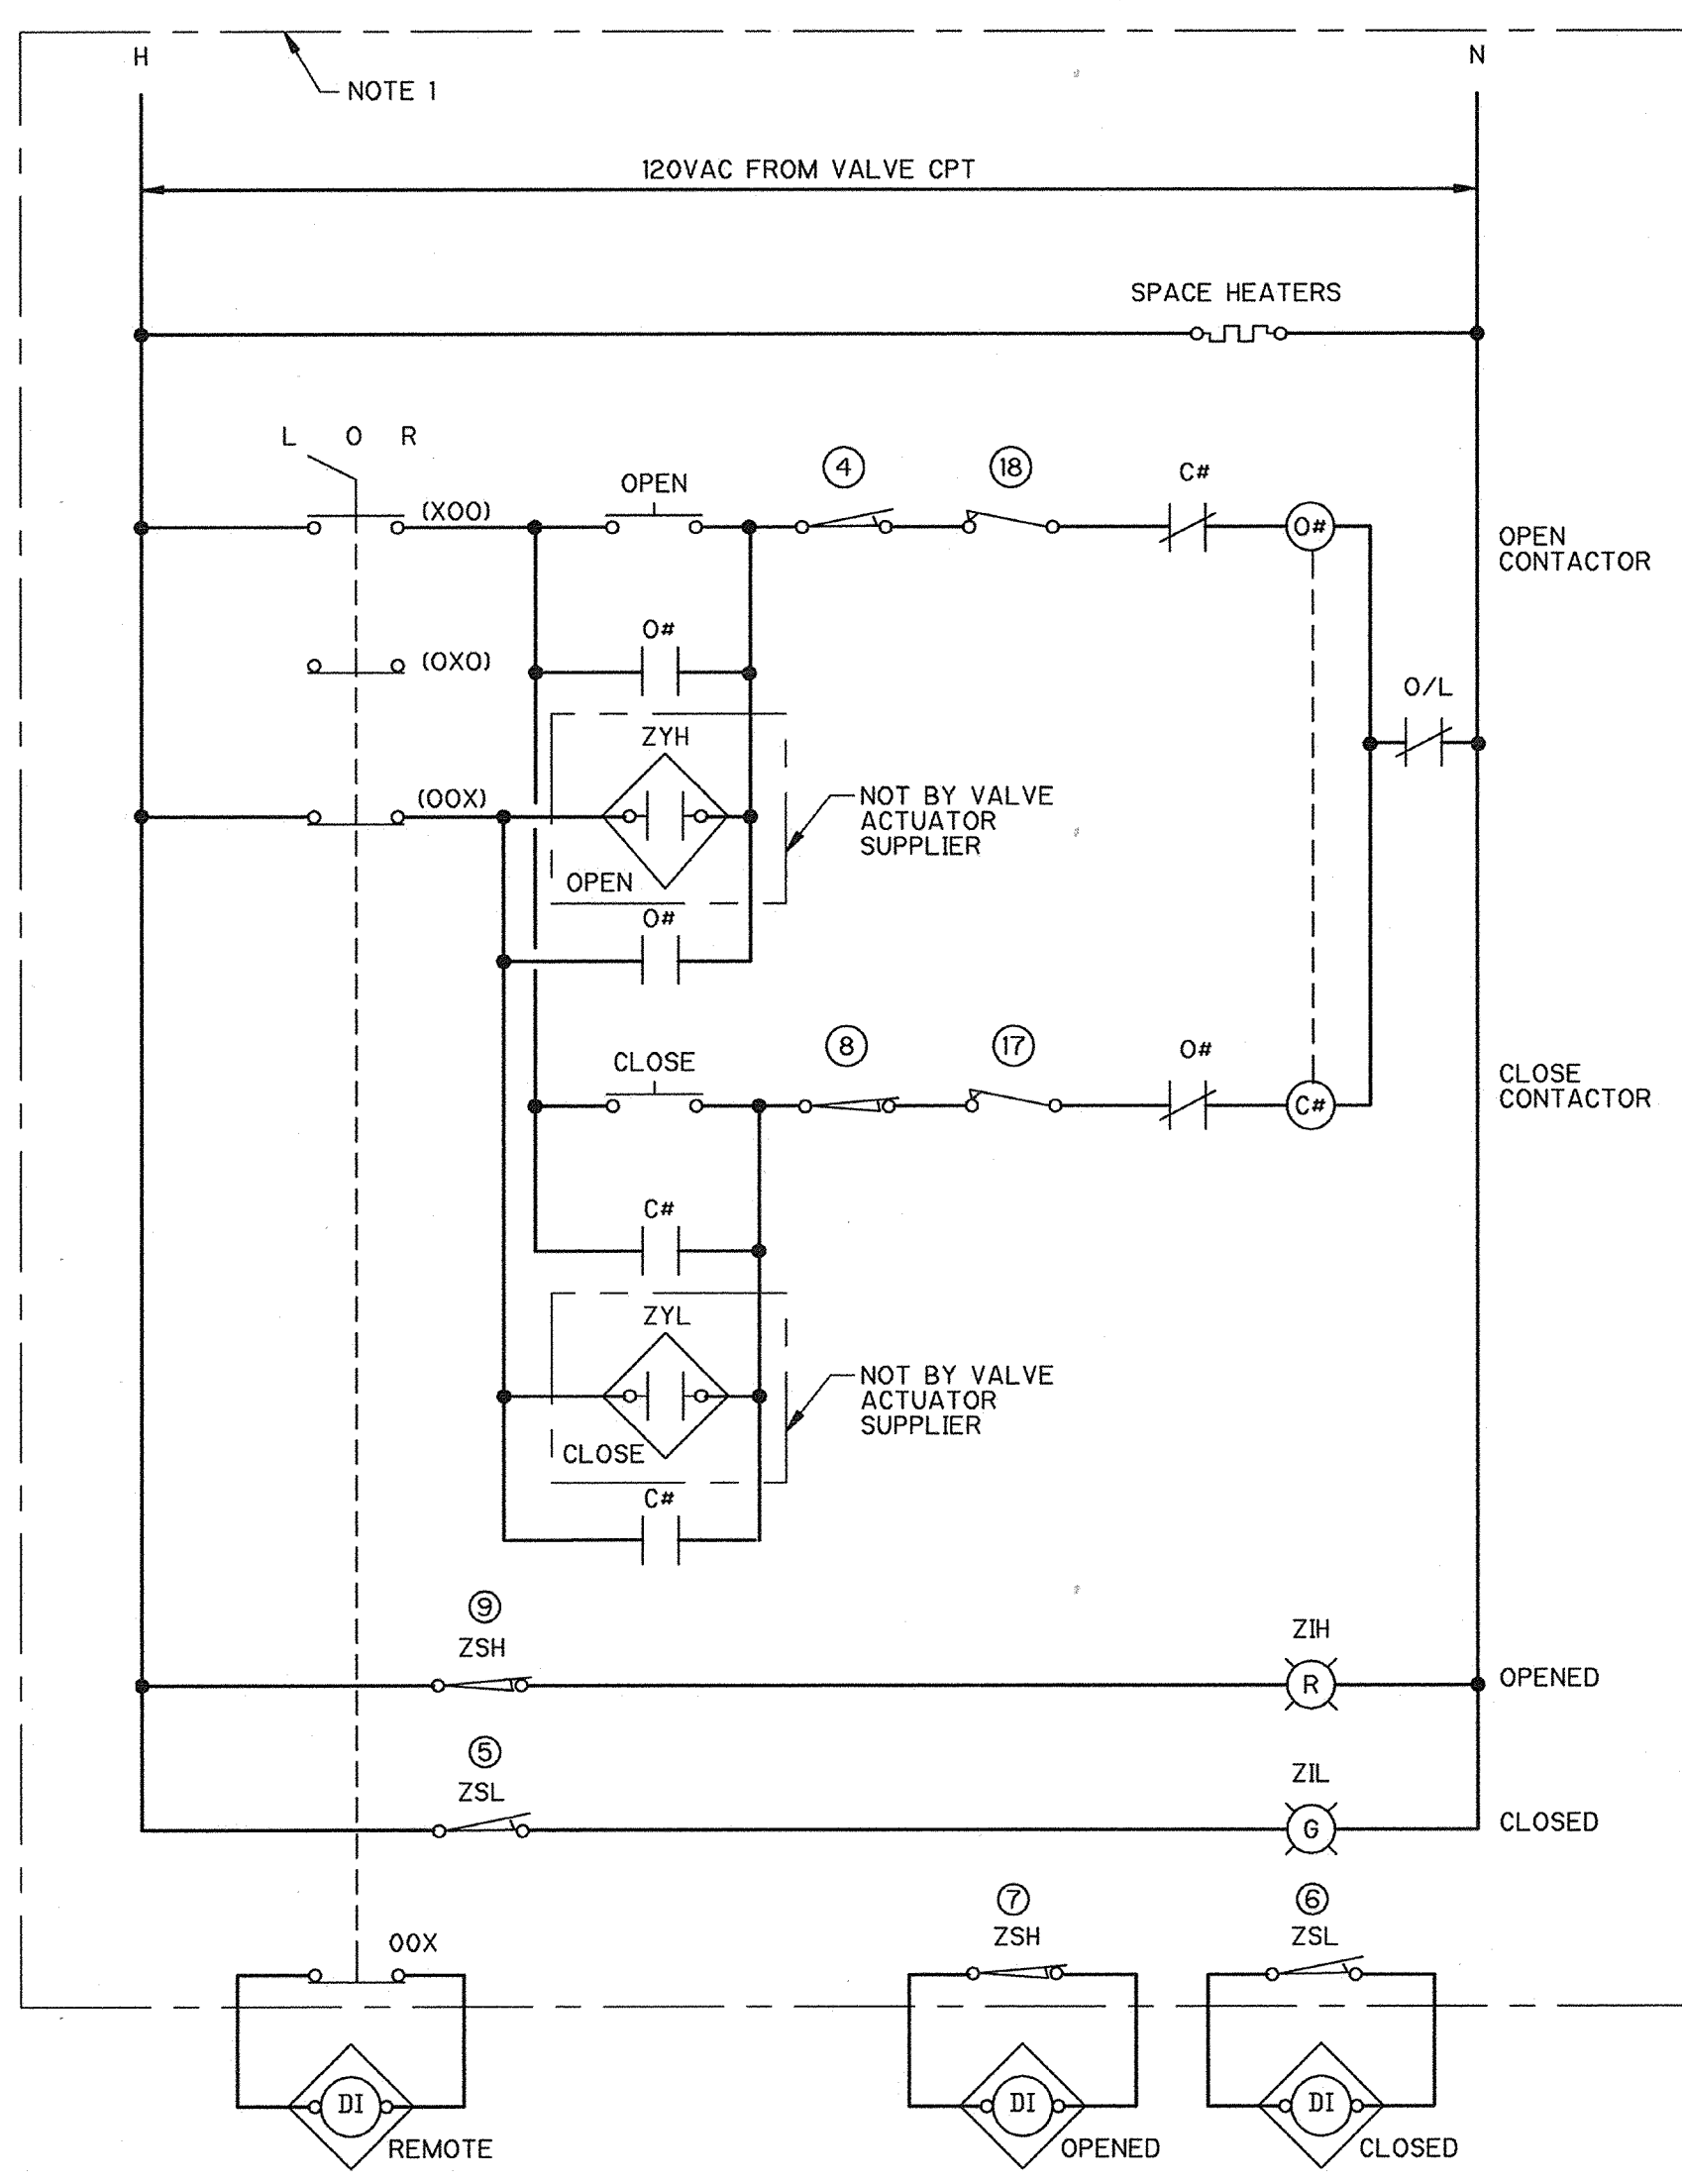 H
N
NOTE 1
120VAC FROM VALVE CPT
SPACE HEATERS
L O R
(XOO)
OPEN
4
18
C#
O#
OPEN
CONTACTOR
O#
(OXO)
O/L
ZYH
(OOX)
NOT BY VALVE
ACTUATOR
SUPPLIER
OPEN
O#
CLOSE
8
17
O#
C#
CLOSE
CONTACTOR
C#
ZYL
NOT BY VALVE
ACTUATOR
SUPPLIER
CLOSE
C#
9
ZSH
ZIH
R
OPENED
5
ZSL
ZIL
G
CLOSED
OOX
7
ZSH
6
ZSL
DI
REMOTE
DI
OPENED
DI
CLOSED